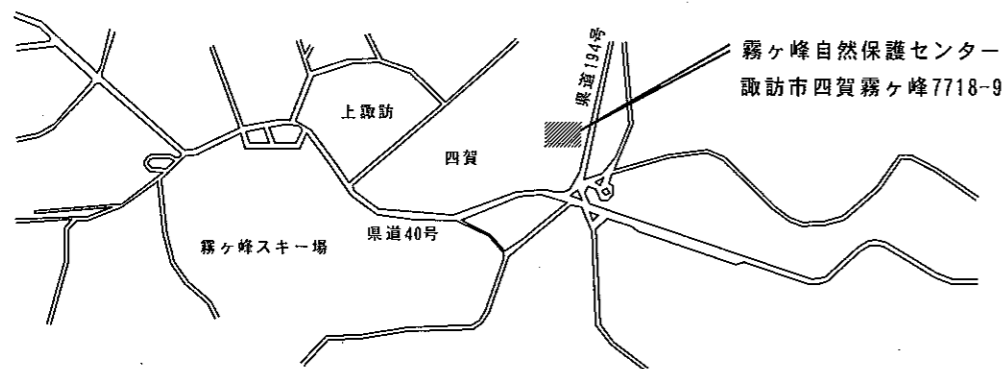 霧ヶ峰自然保護センター
諏訪市四賀霧ヶ峰7718-9
県道194号
上諏訪
四賀
県道40号
霧ヶ峰スキー場